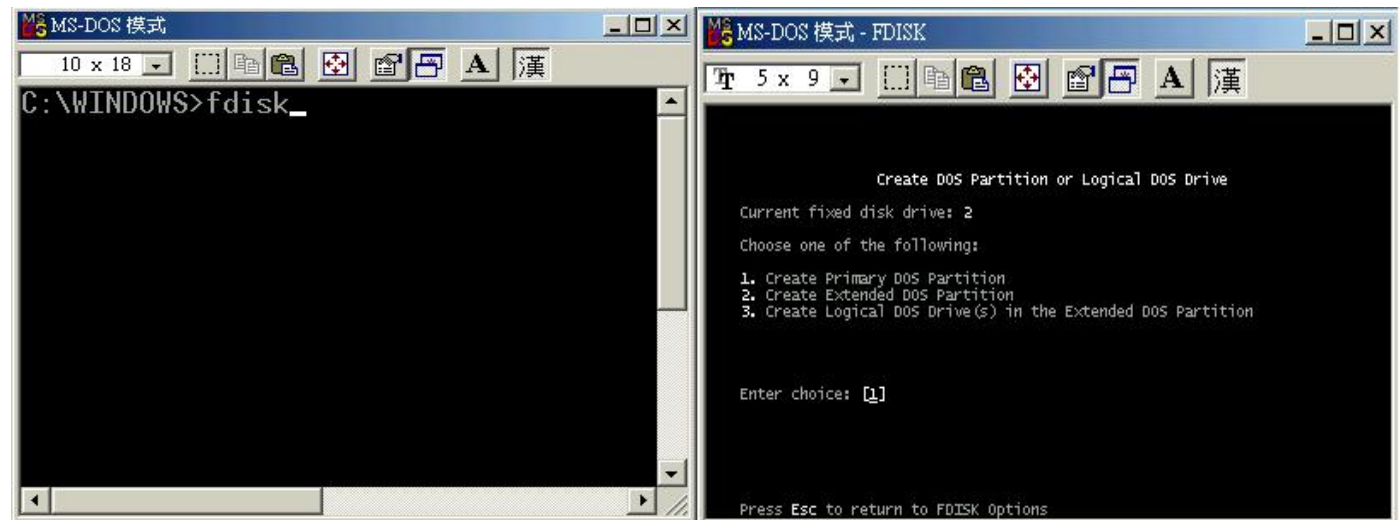 MS-DOS 模式
10 x 18
A 漢
C:\WINDOWS>fdisk_
MS-DOS 模式 - FDISK
Tr 5 x 9
A 漢
Create DOS Partition or Logical DOS Drive
Current fixed disk drive: 2
Choose one of the following:
1. Create Primary DOS Partition
2. Create Extended DOS Partition
3. Create Logical DOS Drive(s) in the Extended DOS Partition
Enter choice: [1]
Press Esc to return to FDISK Options